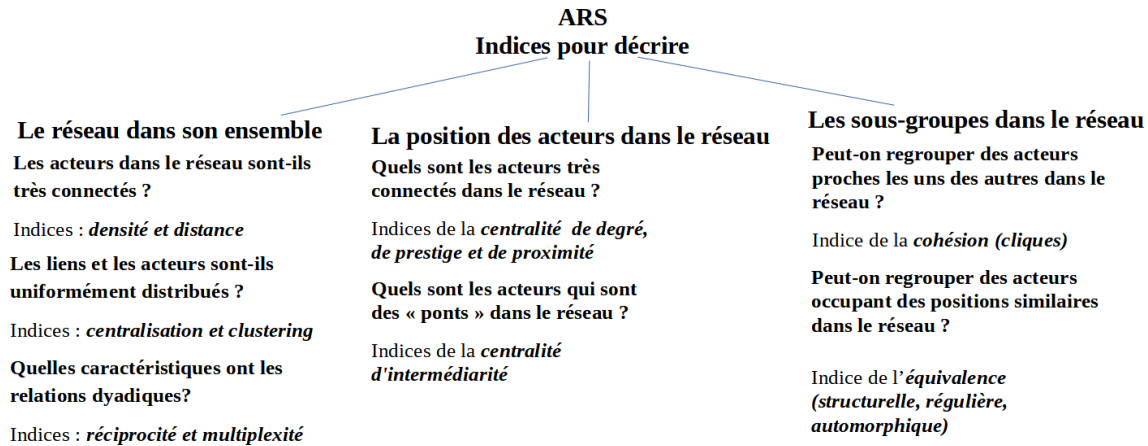 ARS
Indices pour décrire
Le réseau dans son ensemble
Les acteurs dans le réseau sont-ils
très connectés ?
Indices : densité et distance
Les liens et les acteurs sont-ils
uniformément distribués ?
Indices : centralisation et clustering
Quelles caractéristiques ont les
relations dyadiques?
Indices : réciprocité et multiplexité
La position des acteurs dans le réseau
Quels sont les acteurs très
connectés dans le réseau ?
Indices de la centralité de degré,
de prestige et de proximité
Quels sont les acteurs qui sont
des « ponts » dans le réseau ?
Indices de la centralité
d'intermédiarité
Les sous-groupes dans le réseau
Peut-on regrouper des acteurs
proches les uns des autres dans le
réseau ?
Indice de la cohésion (cliques)
Peut-on regrouper des acteurs
occupant des positions similaires
dans le réseau ?
Indice de l’équivalence
(structurelle, régulière,
automorphique)